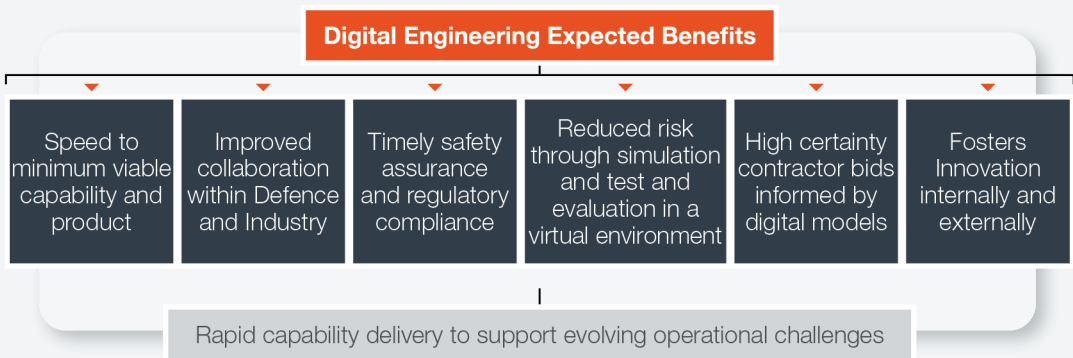 Digital Engineering Expected Benefits
Speed to
minimum viable
capability and
product
Improved
collaboration
within Defence
and Industry
Timely safety
assurance
and regulatory
compliance
Reduced risk
through simulation
and test and
evaluation in a
virtual environment
High certainty
contractor bids
informed by
digital models
Fosters
Innovation
internally and
externally
Rapid capability delivery to support evolving operational challenges